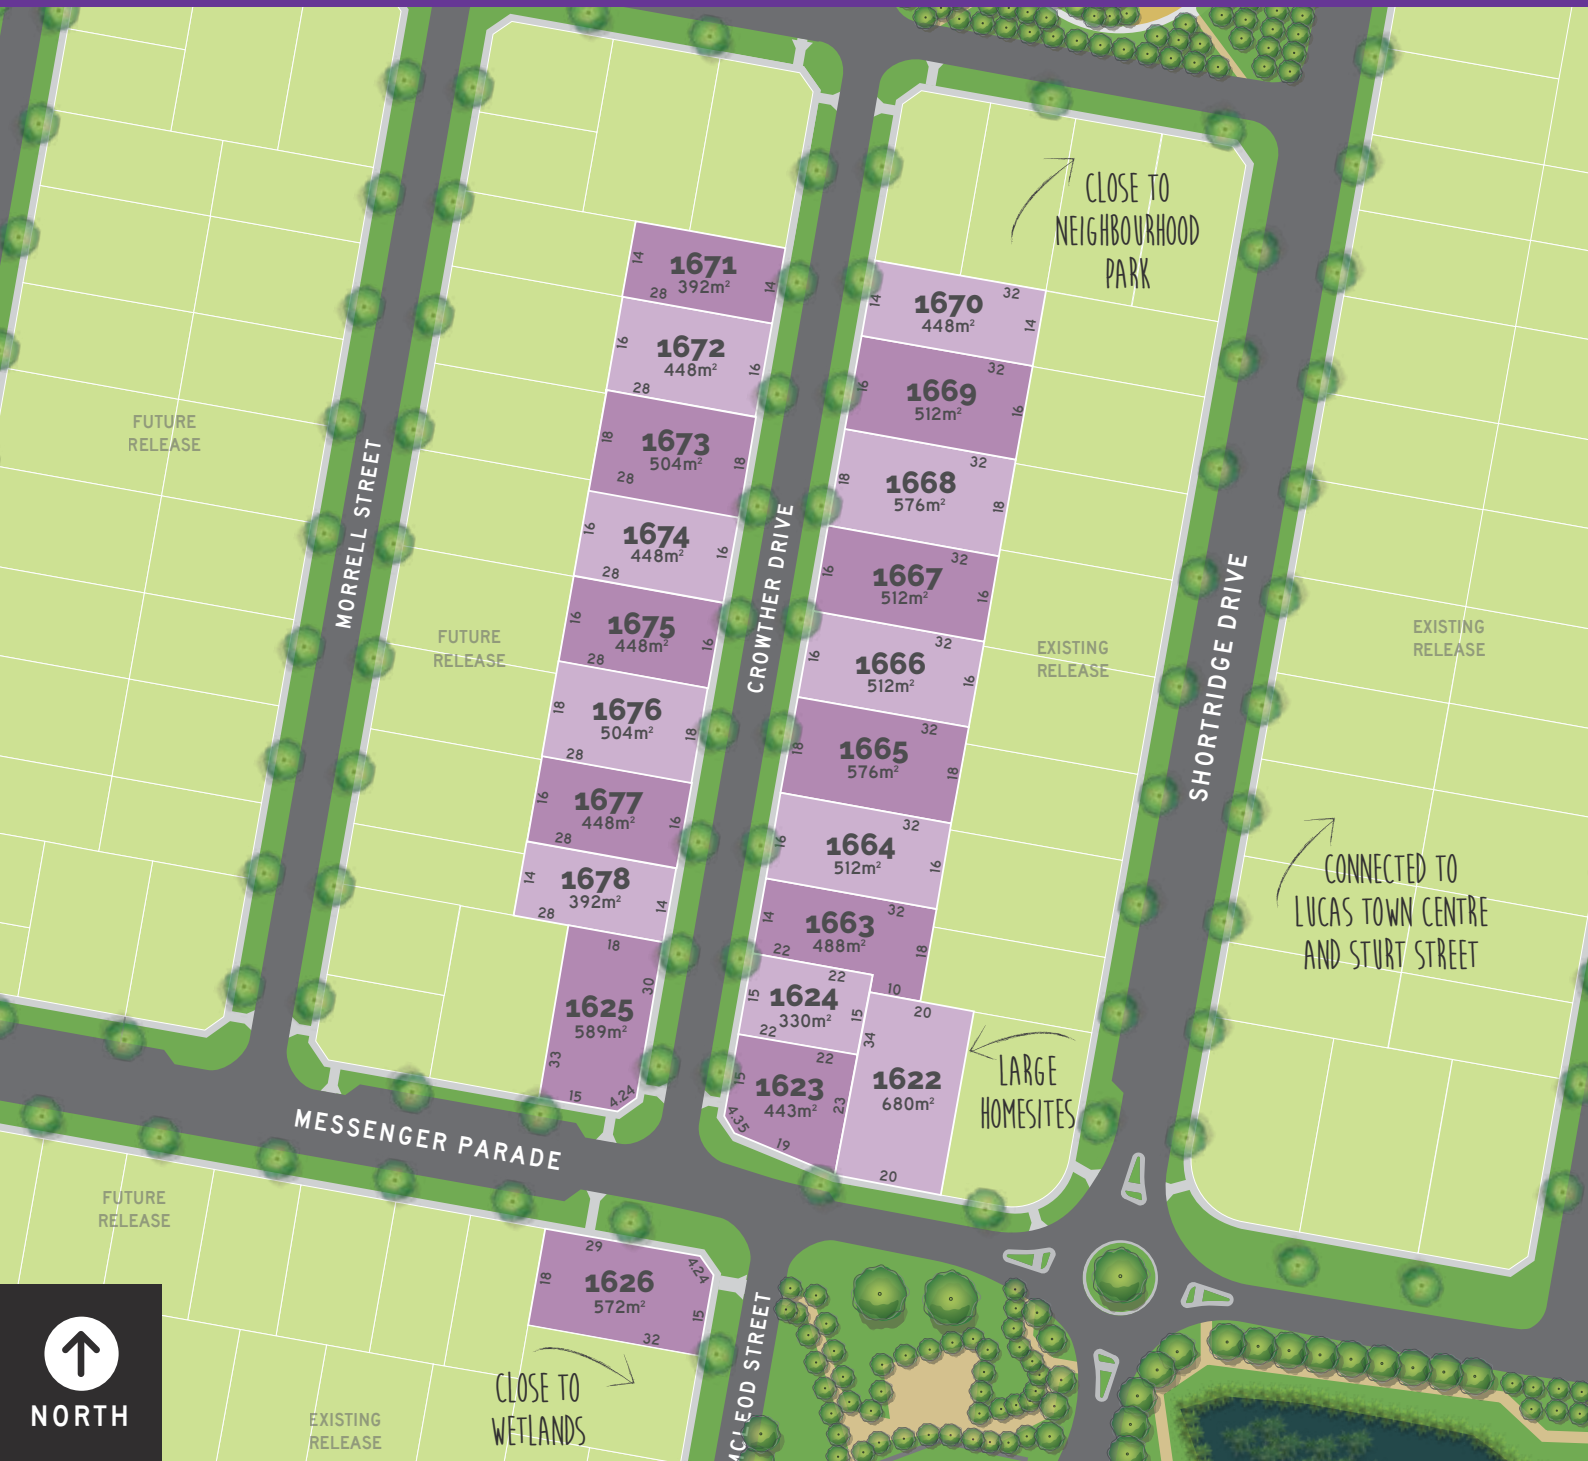 CLOSE TO
NEIGHBOURHOOD
PARK
14
1671
392m²
28
14
16
1672
448m²
28
16
18
1673
504m²
28
18
16
1674
448m²
28
16
16
1675
448m²
28
16
18
1676
504m²
28
18
16
1677
448m²
28
16
14
1678
392m²
28
14
18
1625
589m²
30
33
15
4.24
32
14
1670
448m²
14
32
16
1669
512m²
16
32
18
1668
576m²
18
32
16
1667
512m²
16
32
16
1666
512m²
16
32
18
1665
576m²
18
32
16
1664
512m²
16
32
14
1663
488m²
22
18
10
22
15
1624
330m²
22
15
22
15
1623
443m²
23
4.35
19
20
34
1622
680m²
20
29
4.24
18
1626
572m²
15
32
FUTURE
RELEASE
MORRELL STREET
FUTURE
RELEASE
CROWTHER DRIVE
EXISTING
RELEASE
SHORTRIDGE DRIVE
EXISTING
RELEASE
CONNECTED TO
LUCAS TOWN CENTRE
AND STURT STREET
LARGE
HOMESITES
MESSENGER PARADE
FUTURE
RELEASE
MCLEOD STREET
CLOSE TO
WETLANDS
EXISTING
RELEASE
NORTH